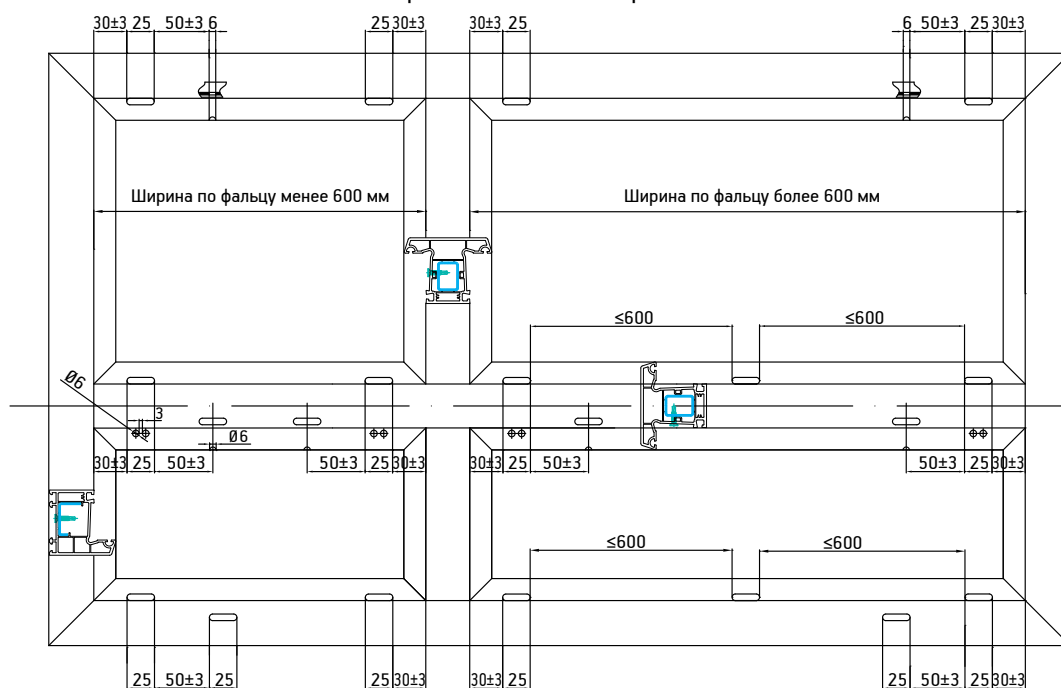 30±3 25 50±3 6 25 30±3 30±3 25 6 50±3 25 30±3
Ширина по фальцу менее 600 мм Ширина по фальцу более 600 мм
≤600 ≤600
Ø6
3
Ø6
30±3 25 50±3 50±3 25 30±3 30±3 25 50±3 50±3 25 30±3
≤600 ≤600
25 50±3 25 25 30±3 30±3 25 25 50±3 25 30±3